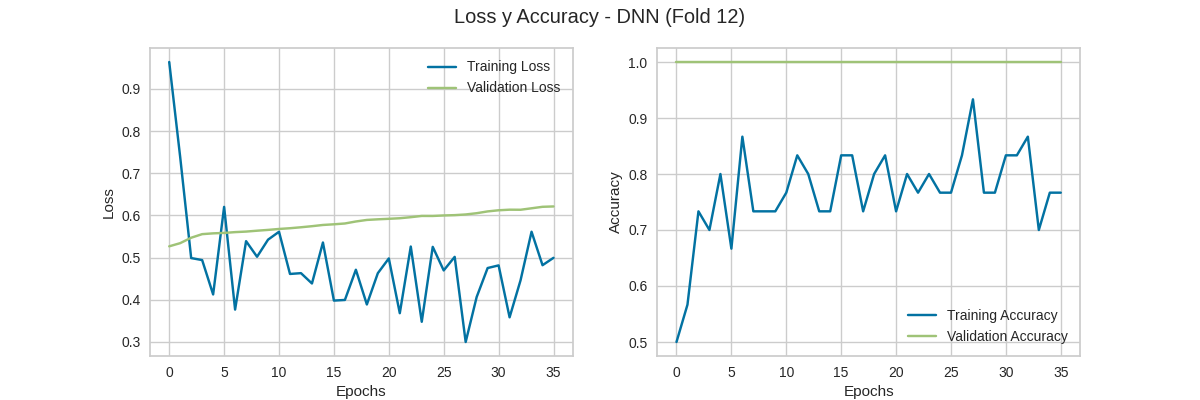 Loss y Accuracy - DNN (Fold 12)
Training Loss
Validation Loss
0.9
0.8
0.7
0.6
0.5
0.4
0.3
Loss
0 5 10 15 20 25 30 35
Epochs
1.0
0.9
0.8
0.7
0.6
0.5
Accuracy
Training Accuracy
Validation Accuracy
0 5 10 15 20 25 30 35
Epochs